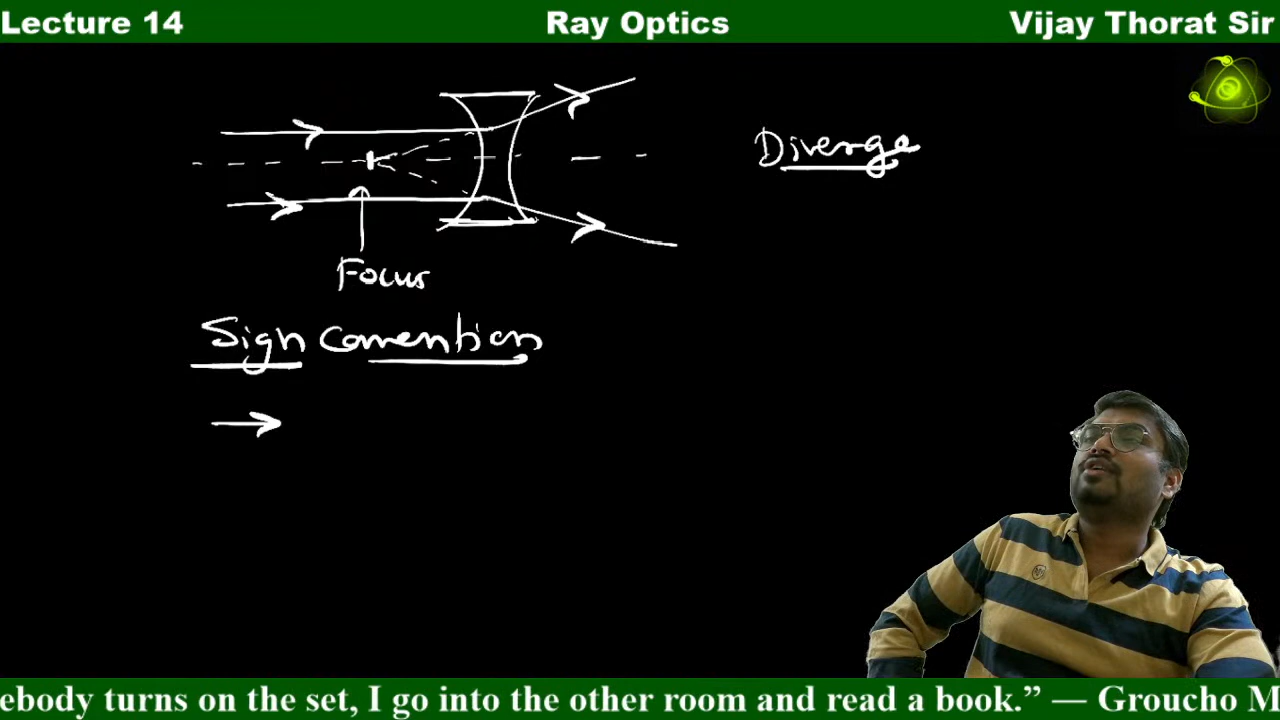 Lecture 14 Ray Optics Vijay Thorat Sir
Diverge
Focus
Sign Convention
ebody turns on the set, I go into the other room and read a book.” — Groucho M